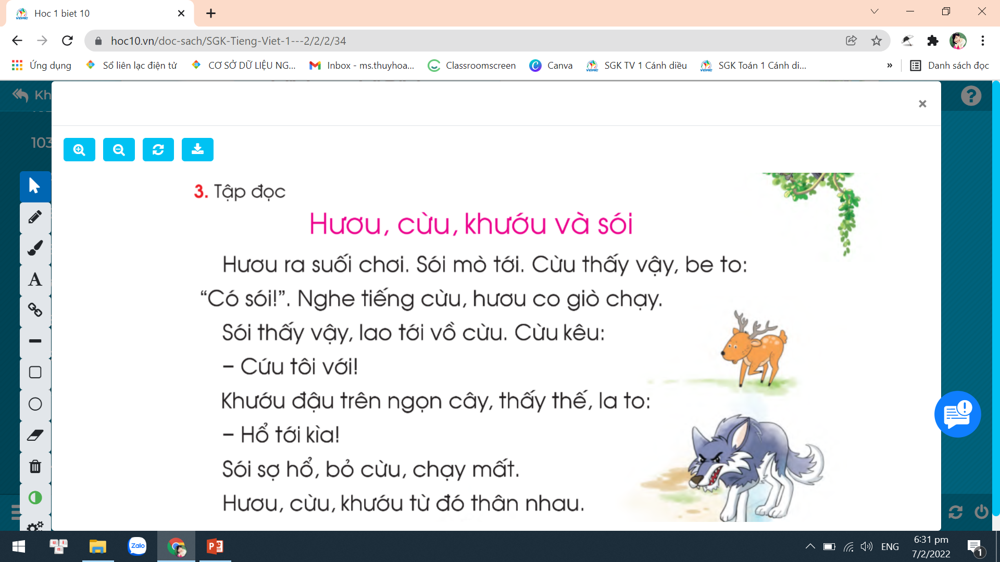 Hoc 1 biet 10
hoc10.vn/doc-sach/SGK-Tieng-Viet-1---2/2/2/34
Ứng dụng Sổ liên lạc điện tử CƠ SỞ DỮ LIỆU NG... Inbox - ms.thuyhoa... Classroomscreen Canva SGK TV 1 Cánh diều SGK Toán 1 Cánh di... » Danh sách đọc
Kh
103
3. Tập đọc
Hươu, cừu, khướu và sói
Hươu ra suối chơi. Sói mò tới. Cừu thấy vậy, be to:
“Có sói!”. Nghe tiếng cừu, hươu co giò chạy.
Sói thấy vậy, lao tới vồ cừu. Cừu kêu:
– Cứu tôi với!
Khướu đậu trên ngọn cây, thấy thế, la to:
– Hổ tới kìa!
Sói sợ hổ, bỏ cừu, chạy mất.
Hươu, cừu, khướu từ đó thân nhau.
Zalo
ENG
6:31 pm
7/2/2022
1